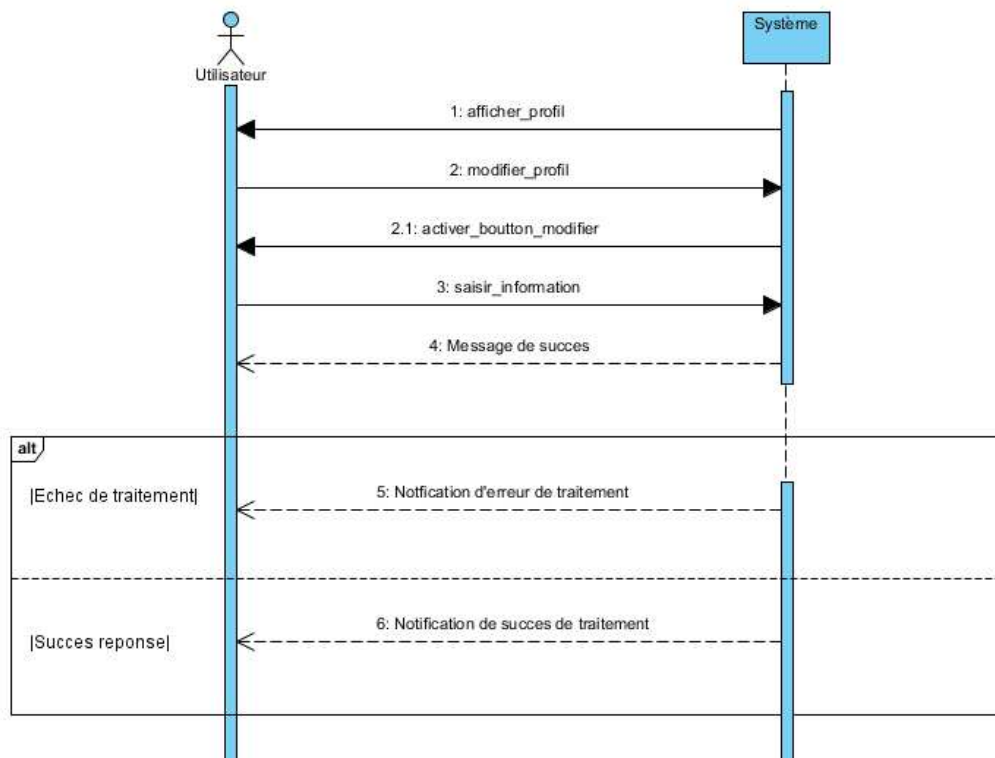 Système
Utilisateur
1: afficher_profil
2: modifier_profil
2.1: activer_boutton_modifier
3: saisir_information
4: Message de succes
alt
|Echec de traitement|
5: Notfication d'erreur de traitement
6: Notification de succes de traitement
|Succes reponse|